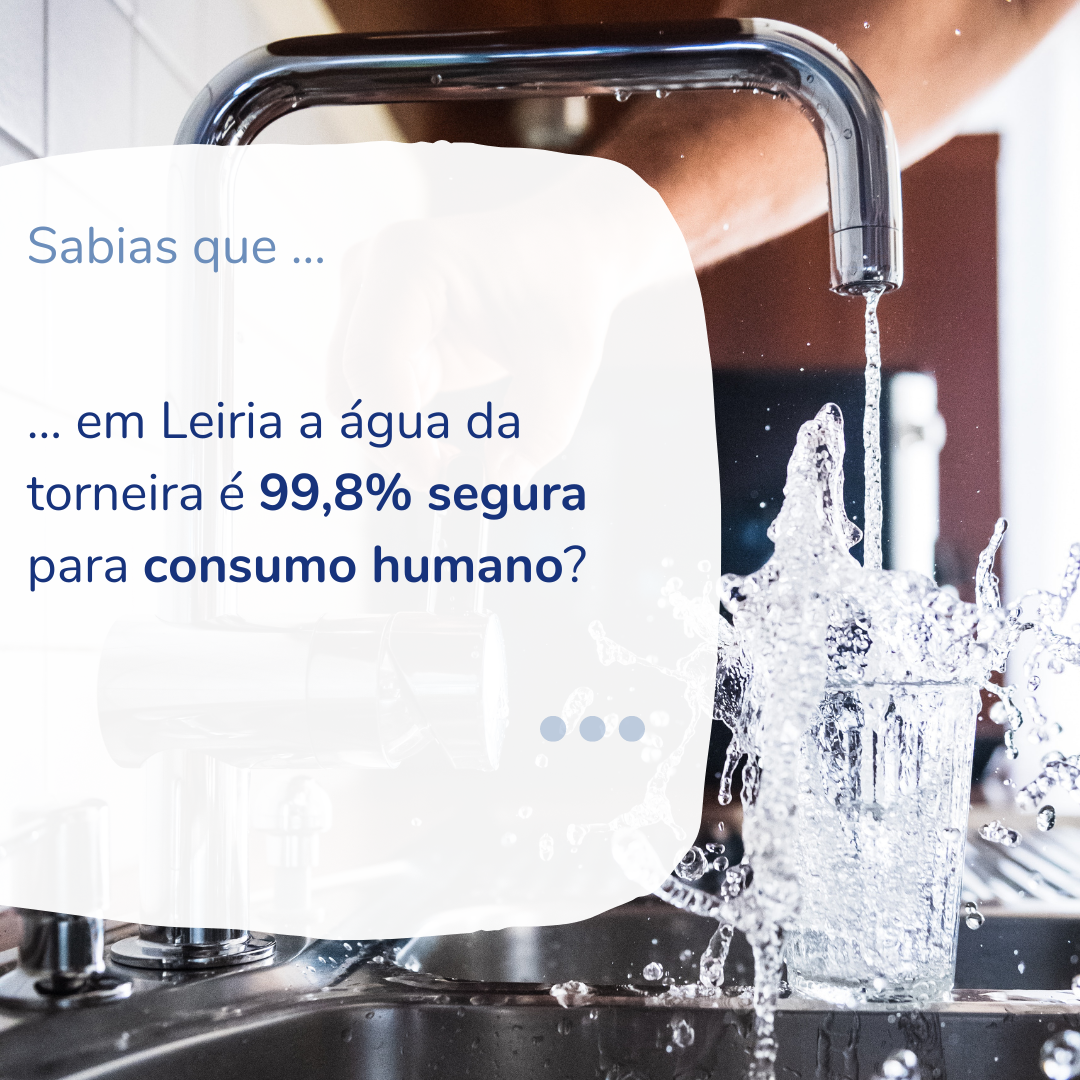 Sabias que ...
... em Leiria a água da
torneira é 99,8% segura
para consumo humano?